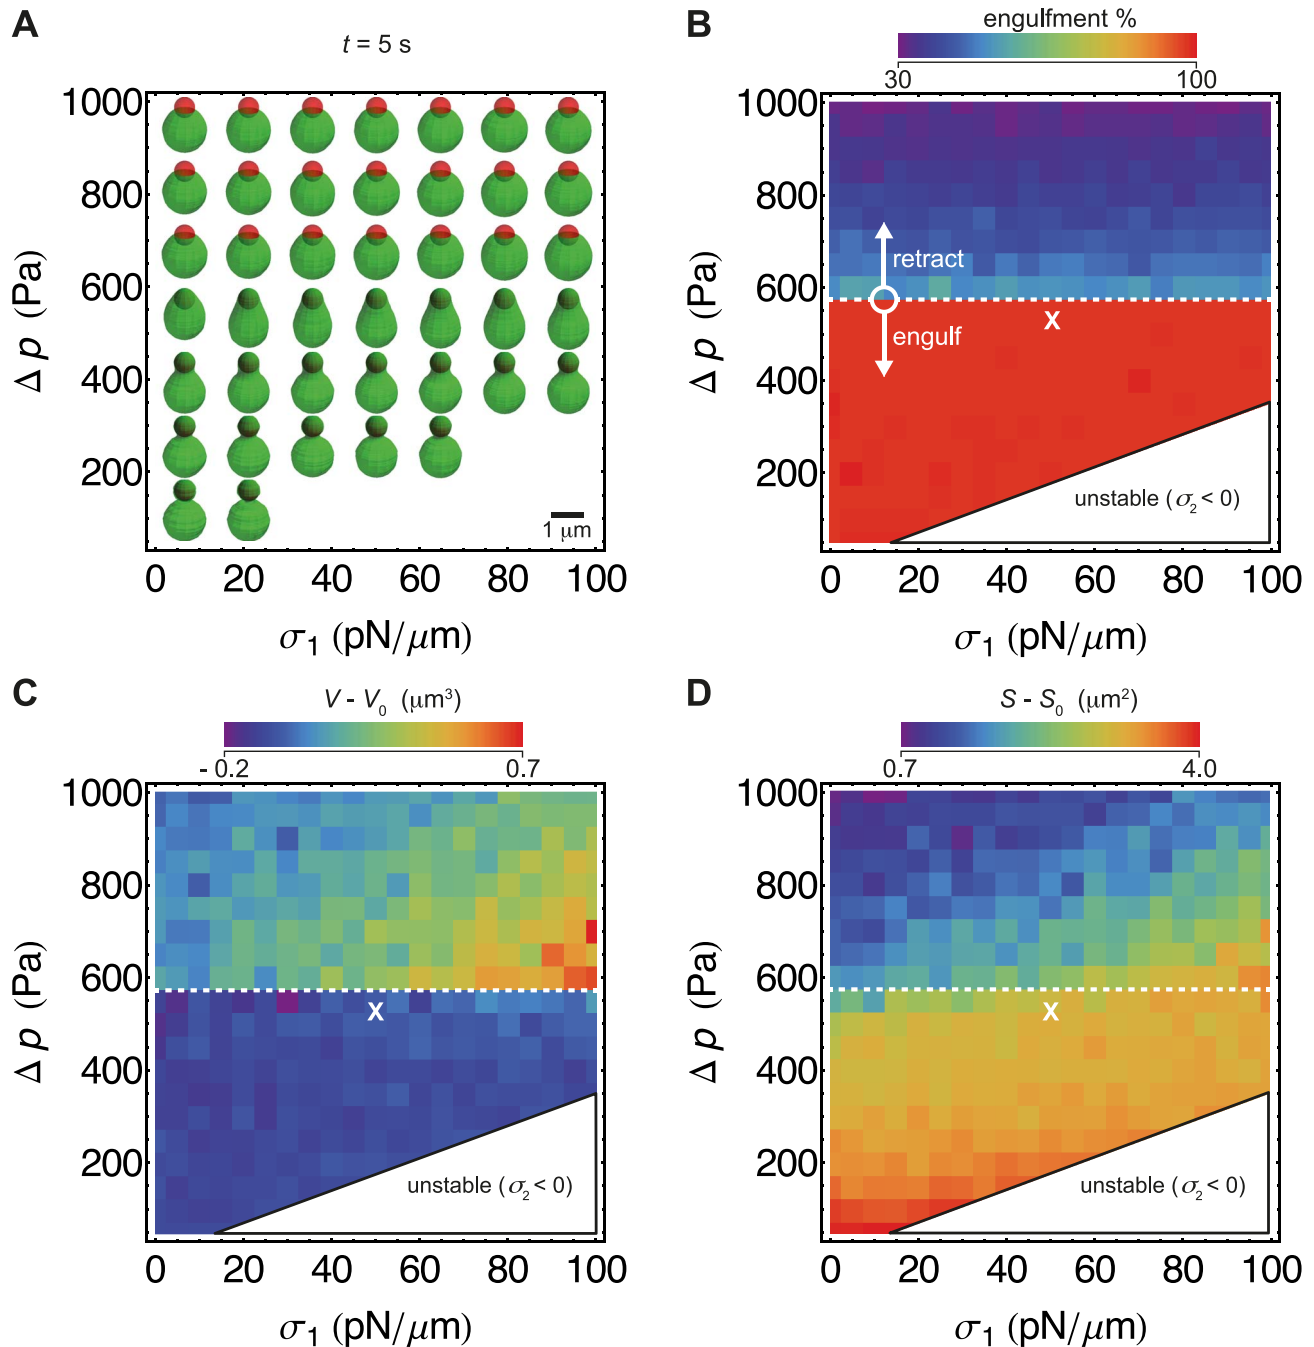 A
t = 5 s
1000
800
600
400
200
Δ p (Pa)
1 μm
0 20 40 60 80 100
σ1 (pN/μm)
B
engulfment %
30 100
1000
800
600
400
200
Δ p (Pa)
retract
engulf
X
unstable (σ2 < 0)
0 20 40 60 80 100
σ1 (pN/μm)
C
V - V0 (μm³)
- 0.2 0.7
1000
800
600
400
200
Δ p (Pa)
X
unstable (σ2 < 0)
0 20 40 60 80 100
σ1 (pN/μm)
D
S - S0 (μm²)
0.7 4.0
1000
800
600
400
200
Δ p (Pa)
X
unstable (σ2 < 0)
0 20 40 60 80 100
σ1 (pN/μm)